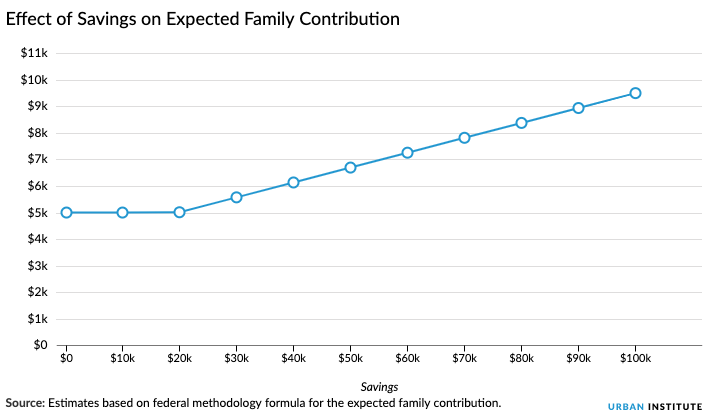 Effect of Savings on Expected Family Contribution
$11k
$10k
$9k
$8k
$7k
$6k
$5k
$4k
$3k
$2k
$1k
$0
$0 $10k $20k $30k $40k $50k $60k $70k $80k $90k $100k
Savings
Source: Estimates based on federal methodology formula for the expected family contribution.
URBAN INSTITUTE